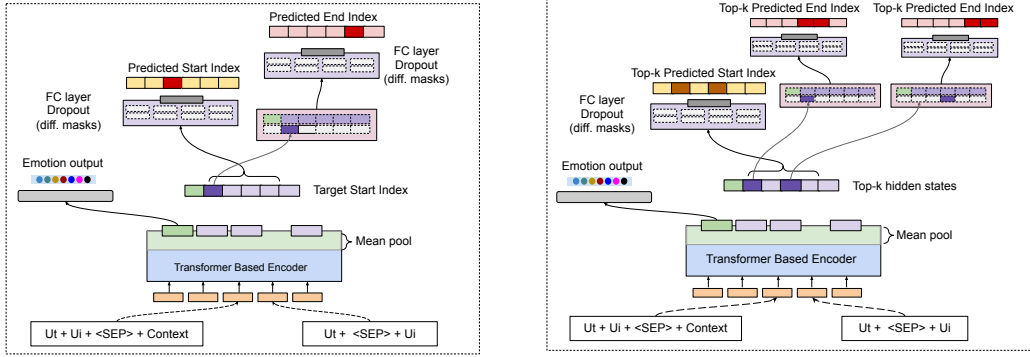 Predicted End Index
FC layer
Dropout
(diff. masks)
Predicted Start Index
FC layer
Dropout
(diff. masks)
Emotion output
Target Start Index
Mean pool
Transformer Based Encoder
Ut + Ui + <SEP> + Context
Ut + <SEP> + Ui
Top-k Predicted End Index
Top-k Predicted End Index
Top-k Predicted Start Index
FC layer
Dropout
(diff. masks)
Emotion output
Top-k hidden states
Mean pool
Transformer Based Encoder
Ut + Ui + <SEP> + Context
Ut + <SEP> + Ui